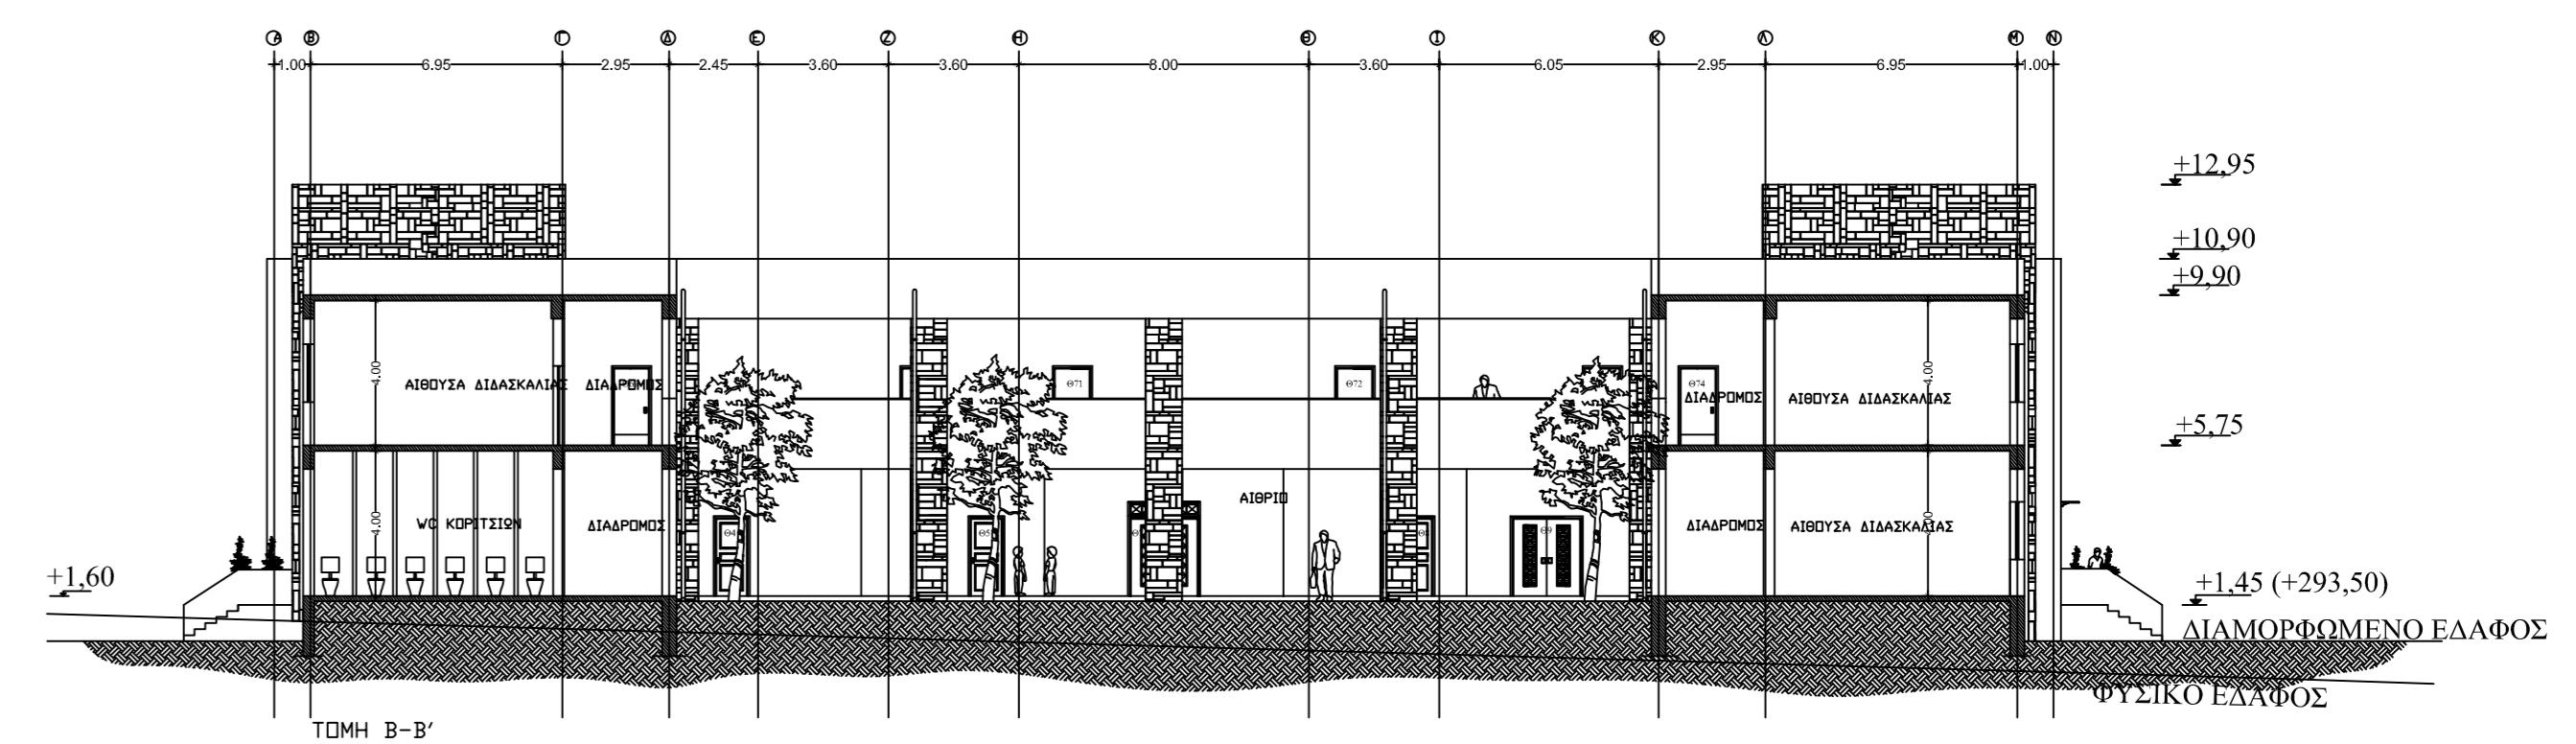 Α Β Γ Δ Ε Ζ Η Θ Ι Κ Λ Μ Ν
1.00 6.95 2.95 2.45 3.60 3.60 8.00 3.60 6.05 2.95 6.95 1.00
+12,95
+10,90
+9,90
4.00 ΑΙΘΟΥΣΑ ΔΙΔΑΣΚΑΛΙΑΣ ΔΙΑΔΡΟΜΟΣ Θ71 Θ72 Θ74 ΔΙΑΔΡΟΜΟΣ ΑΙΘΟΥΣΑ ΔΙΔΑΣΚΑΛΙΑΣ 4.00
+5,75
ΑΙΘΡΙΟ
4.00 WC ΚΟΡΙΤΣΙΩΝ ΔΙΑΔΡΟΜΟΣ Θ5 Θ9 ΔΙΑΔΡΟΜΟΣ ΑΙΘΟΥΣΑ ΔΙΔΑΣΚΑΛΙΑΣ
+1,60
+1,45 (+293,50)
ΔΙΑΜΟΡΦΩΜΕΝΟ ΕΔΑΦΟΣ
ΦΥΣΙΚΟ ΕΔΑΦΟΣ
ΤΟΜΗ Β-Β'